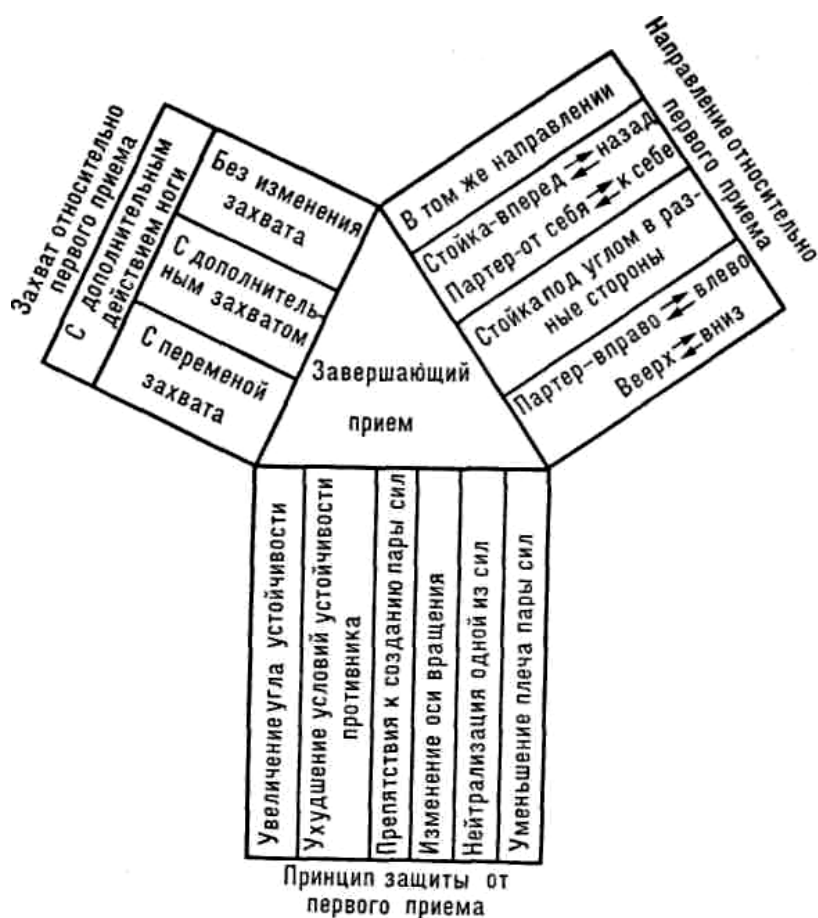 Захват относительно
первого приема
С дополнительным
действием ноги
Без изменения
захвата
С дополнитель-
ным захватом
С переменой
захвата
Направление относительно
первого приема
В том же направлении
Стойка-вперед ⇄ назад
Партер-от себя ⇄ к себе
Стойка под углом в раз-
ные стороны
Партер-вправо ⇄ влево
Вверх ⇄ вниз
Завершающий
прием
Увеличение угла устойчивости
Ухудшение условий устойчивости
противника
Препятствия к созданию пары сил
Изменение оси вращения
Нейтрализация одной из сил
Уменьшение плеча пары сил
Принцип защиты от
первого приема